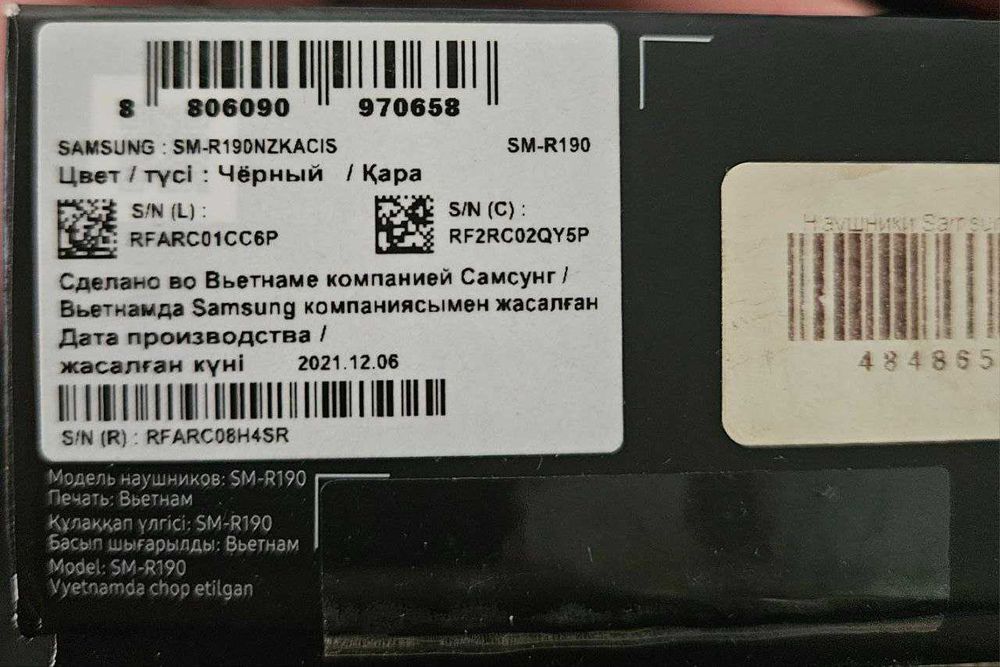 8 806090 970658
SAMSUNG : SM-R190NZKACIS SM-R190
Цвет / түсі : Чёрный / Қара
S/N (L) : S/N (C) :
RFARC01CC6P RF2RC02QY5P
Сделано во Вьетнаме компанией Самсунг /
Вьетнамда Samsung компаниясымен жасалған
Дата производства /
жасалған күні 2021.12.06
S/N (R) : RFARC08H4SR
Модель наушников: SM-R190
Печать: Вьетнам
Құлаққап үлгісі: SM-R190
Басып шығарылды: Вьетнам
Model: SM-R190
Vyetnamda chop etilgan
Наушники Samsu
484865